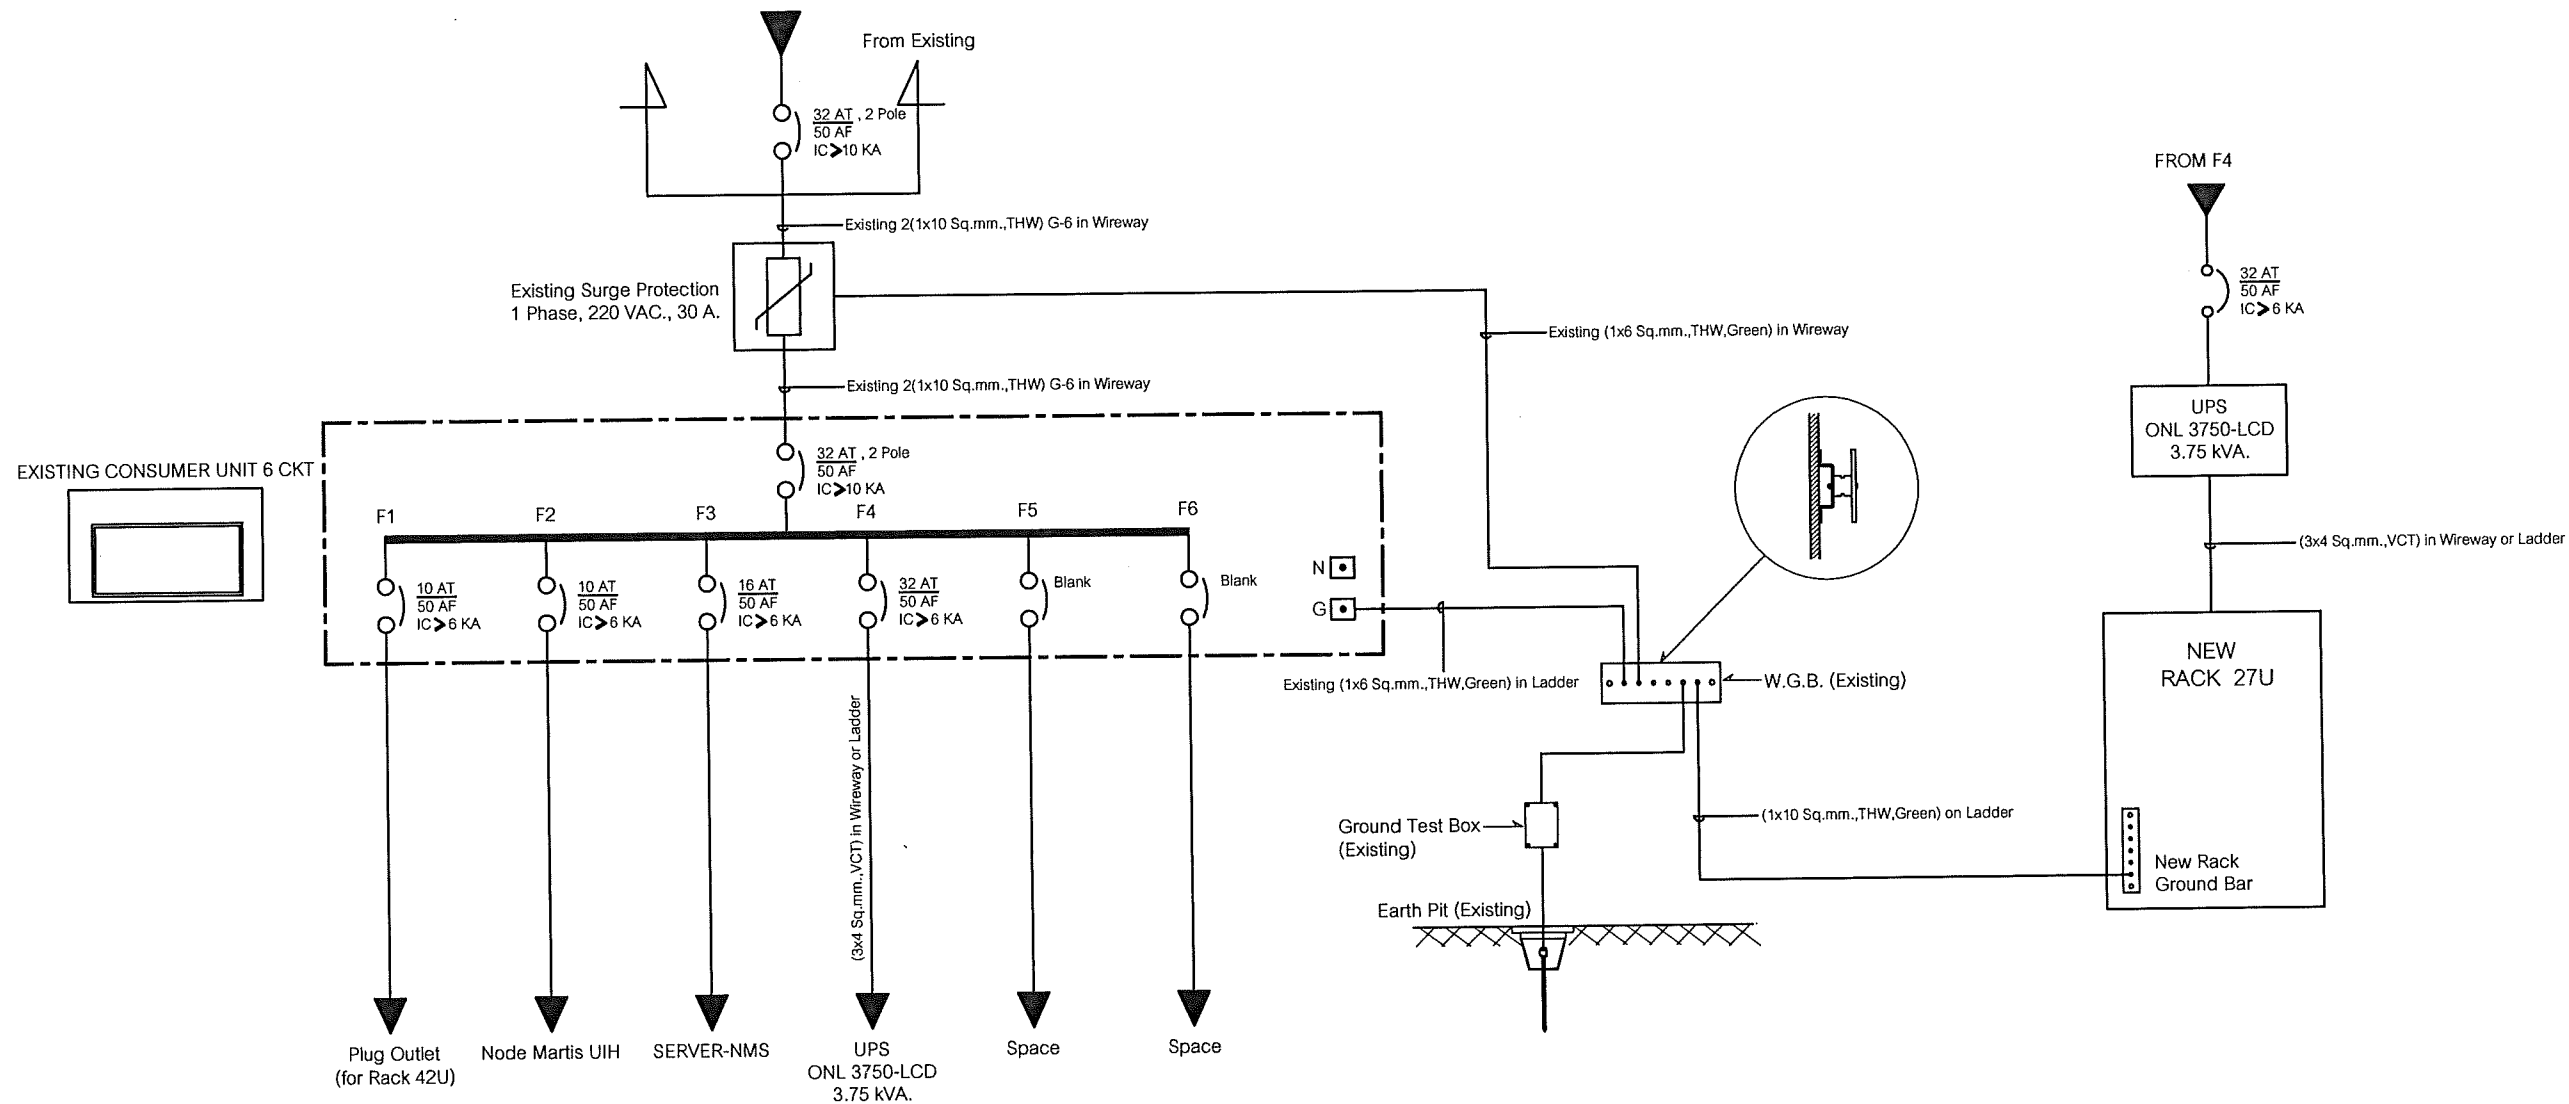 From Existing
32 AT , 2 Pole
50 AF
IC>10 KA
Existing 2(1x10 Sq.mm.,THW) G-6 in Wireway
Existing Surge Protection
1 Phase, 220 VAC., 30 A.
Existing 2(1x10 Sq.mm.,THW) G-6 in Wireway
EXISTING CONSUMER UNIT 6 CKT
32 AT , 2 Pole
50 AF
IC>10 KA
F1
F2
F3
F4
F5
F6
10 AT
50 AF
IC>6 KA
10 AT
50 AF
IC>6 KA
16 AT
50 AF
IC>6 KA
32 AT
50 AF
IC>6 KA
Blank
Blank
N
G
(3x4 Sq.mm.,VCT) in Wireway or Ladder
Plug Outlet
(for Rack 42U)
Node Martis UIH
SERVER-NMS
UPS
ONL 3750-LCD
3.75 kVA.
Space
Space
Existing (1x6 Sq.mm.,THW,Green) in Wireway
Existing (1x6 Sq.mm.,THW,Green) in Ladder
W.G.B. (Existing)
Ground Test Box
(Existing)
(1x10 Sq.mm.,THW,Green) on Ladder
Earth Pit (Existing)
FROM F4
32 AT
50 AF
IC>6 KA
UPS
ONL 3750-LCD
3.75 kVA.
(3x4 Sq.mm.,VCT) in Wireway or Ladder
NEW
RACK 27U
New Rack
Ground Bar